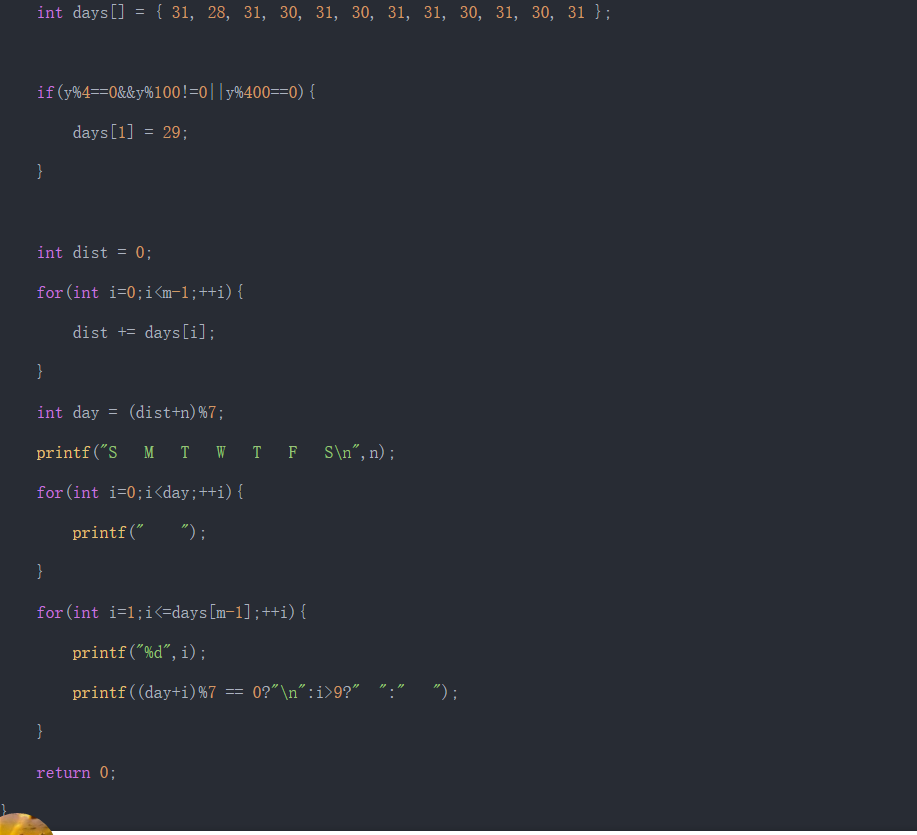 int days[] = { 31, 28, 31, 30, 31, 30, 31, 31, 30, 31, 30, 31 };
if(y%4==0&&y%100!=0||y%400==0){
days[1] = 29;
}
int dist = 0;
for(int i=0;i<m-1;++i){
dist += days[i];
}
int day = (dist+n)%7;
printf("S   M   T   W   T   F   S\n",n);
for(int i=0;i<day;++i){
printf("    ");
}
for(int i=1;i<=days[m-1];++i){
printf("%d",i);
printf((day+i)%7 == 0?"\n":i>9?"  ":"   ");
}
return 0;
}